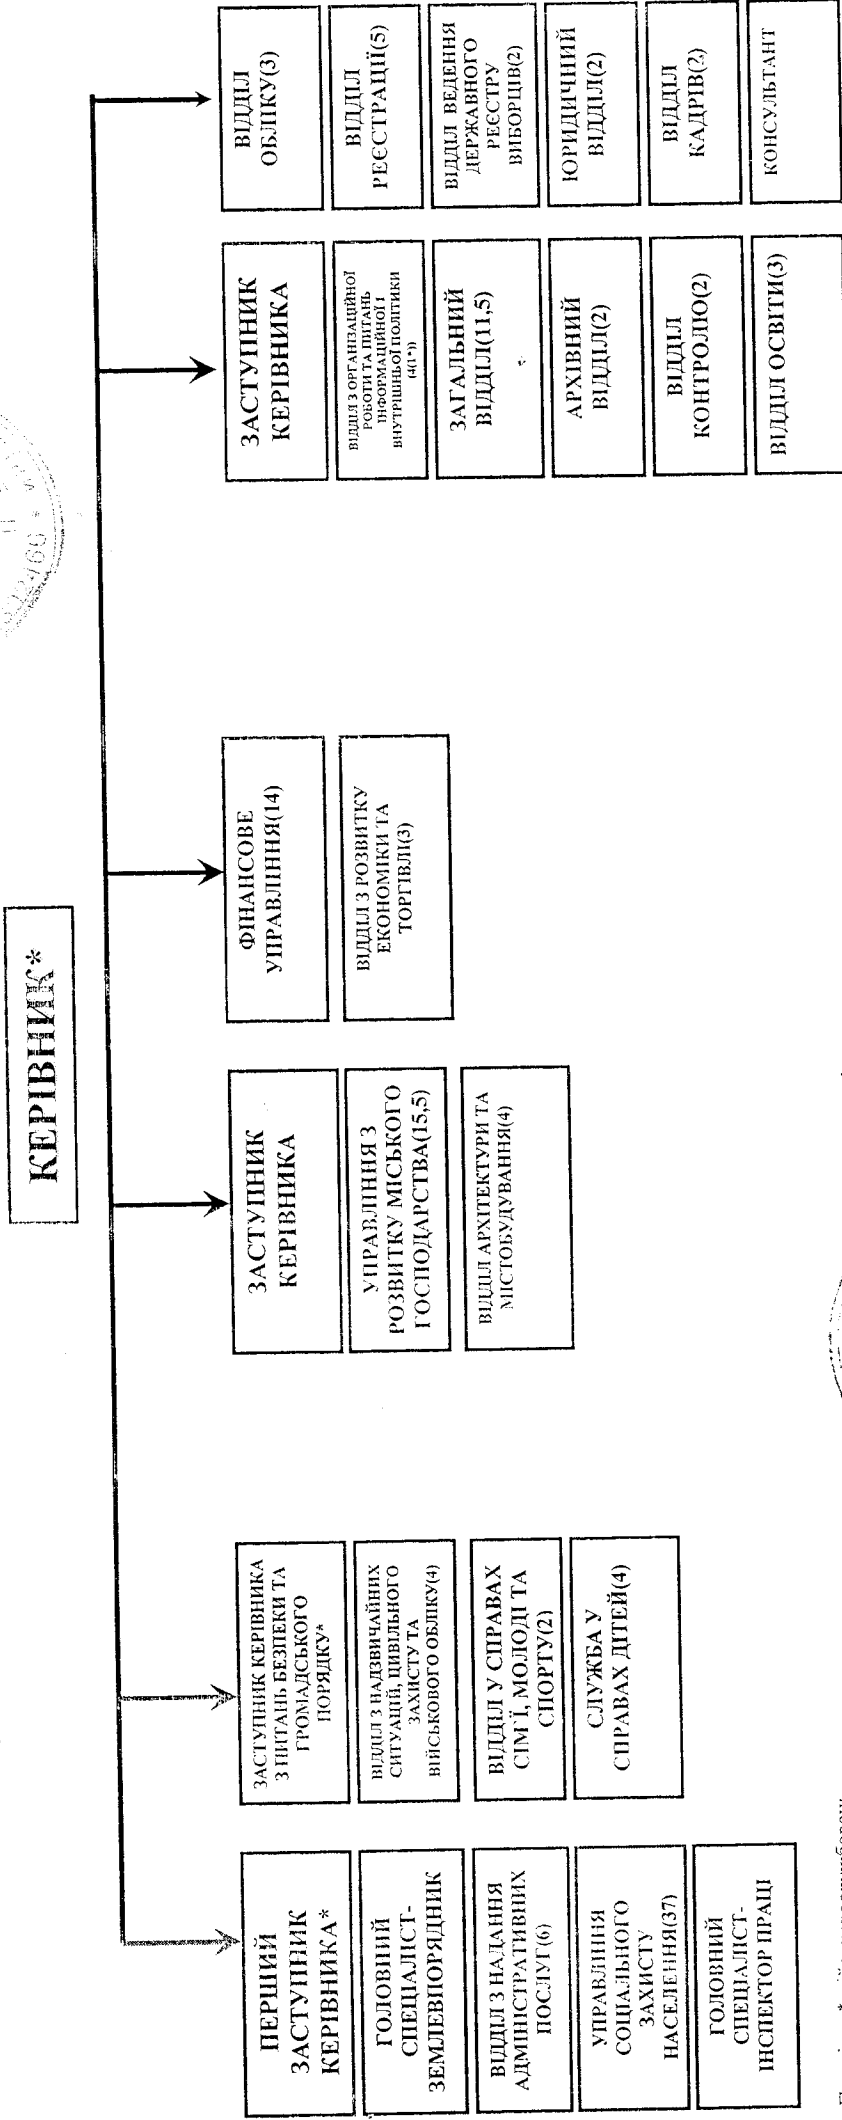 КЕРІВНИК*
ПЕРШИЙ
ЗАСТУПНИК
КЕРІВНИКА*
ГОЛОВНИЙ
СПЕЦІАЛІСТ-
ЗЕМЛЕВПОРЯДНИК
ВІДДІЛ З НАДАННЯ
АДМІНІСТРАТИВНИХ
ПОСЛУГ(6)
УПРАВЛІННЯ
СОЦІАЛЬНОГО
ЗАХИСТУ
НАСЕЛЕННЯ(37)
ГОЛОВНИЙ
СПЕЦІАЛІСТ-
ІНСПЕКТОР ПРАЦІ
ЗАСТУПНИК КЕРІВНИКА
З ПИТАНЬ БЕЗПЕКИ ТА
ГРОМАДСЬКОГО
ПОРЯДКУ*
ВІДДІЛ З НАДЗВИЧАЙНИХ
СИТУАЦІЙ, ЦИВІЛЬНОГО
ЗАХИСТУ ТА
ВІЙСЬКОВОГО ОБЛІКУ(4)
ВІДДІЛ У СПРАВАХ
СІМ`Ї, МОЛОДІ ТА
СПОРТУ(2)
СЛУЖБА У
СПРАВАХ ДІТЕЙ(4)
ЗАСТУПНИК
КЕРІВНИКА
УПРАВЛІННЯ З
РОЗВИТКУ МІСЬКОГО
ГОСПОДАРСТВА(15,5)
ВІДДІЛ АРХІТЕКТУРИ ТА
МІСТОБУДУВАННЯ(4)
ФІНАНСОВЕ
УПРАВЛІННЯ(14)
ВІДДІЛ З РОЗВИТКУ
ЕКОНОМІКИ ТА
ТОРГІВЛІ(3)
ЗАСТУПНИК
КЕРІВНИКА
ВІДДІЛ З ОРГАНІЗАЦІЙНОЇ
РОБОТИ ТА ПИТАНЬ
ІНФОРМАЦІЙНОЇ І
ВНУТРІШНЬОЇ ПОЛІТИКИ
(4(1*))
ЗАГАЛЬНИЙ
ВІДДІЛ(11,5)
АРХІВНИЙ
ВІДДІЛ(2)
ВІДДІЛ
КОНТРОЛЮ(2)
ВІДДІЛ ОСВІТИ(3)
ВІДДІЛ
ОБЛІКУ(3)
ВІДДІЛ
РЕЄСТРАЦІЇ(5)
ВІДДІЛ ВЕДЕННЯ
ДЕРЖАВНОГО
РЕЄСТРУ
ВИБОРЦІВ(2)
ЮРИДИЧНИЙ
ВІДДІЛ(2)
ВІДДІЛ
КАДРІВ(2)
КОНСУЛЬТАНТ